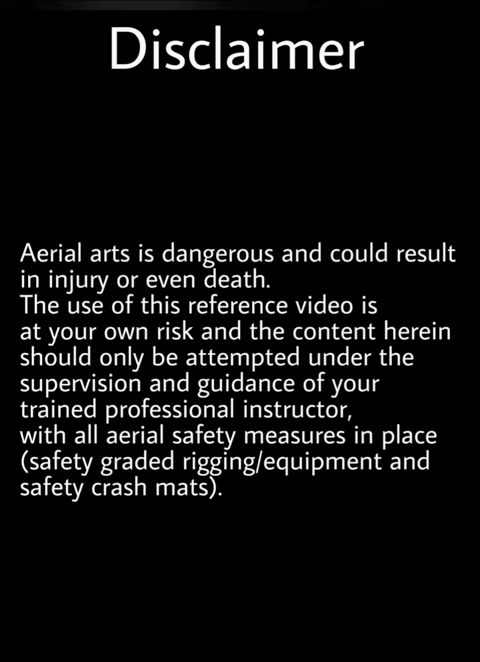 Disclaimer
Aerial arts is dangerous and could result
in injury or even death.
The use of this reference video is
at your own risk and the content herein
should only be attempted under the
supervision and guidance of your
trained professional instructor,
with all aerial safety measures in place
(safety graded rigging/equipment and
safety crash mats).